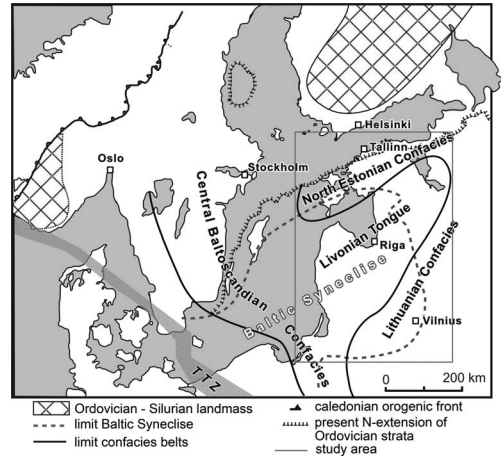 Helsinki
Tallinn
Oslo
Stockholm
North Estonian Confacies
Central Baltoscandian
Confacies
Livonian Tongue
Riga
Lithuanian Confacies
Baltic Syneclise
Vilnius
TTZ
0 200 km
Ordovician - Silurian landmass
limit Baltic Syneclise
limit confacies belts
caledonian orogenic front
present N-extension of
Ordovician strata
study area